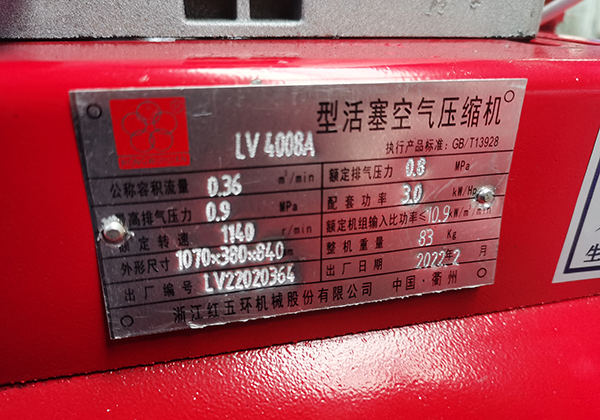 LV 4008A 型活塞空气压缩机
执行产品标准: GB/T13928
公称容积流量 0.36 m³/min 额定排气压力 0.8 MPa
最高排气压力 0.9 MPa 配套功率 3.0 kW/Hp
额定转速 1140 r/min 额定机组输入比功率≤10.9 kW/m³/min
外形尺寸 1070×380×840 整机重量 83 Kg
出厂编号 LV22020364 出厂日期 2022年2月
浙江红五环机械股份有限公司 中国·衢州
生